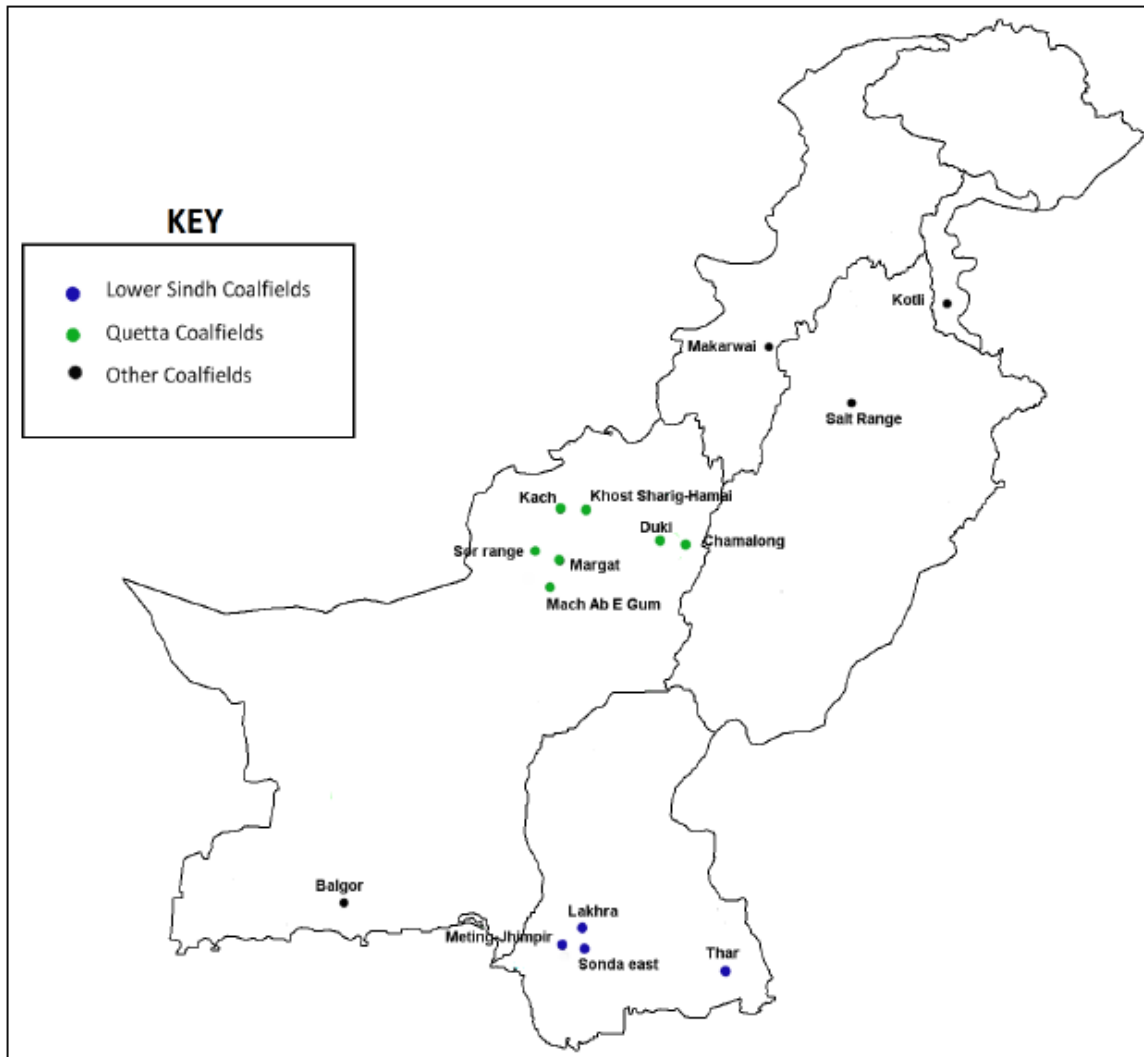 KEY
Lower Sindh Coalfields
Quetta Coalfields
Other Coalfields
Kotli
Makarwai
Salt Range
Kach
Khost Sharig-Hamai
Duki
Chamalong
Sor range
Margat
Mach Ab E Gum
Balgor
Lakhra
Meting-Jhimpir
Sonda east
Thar